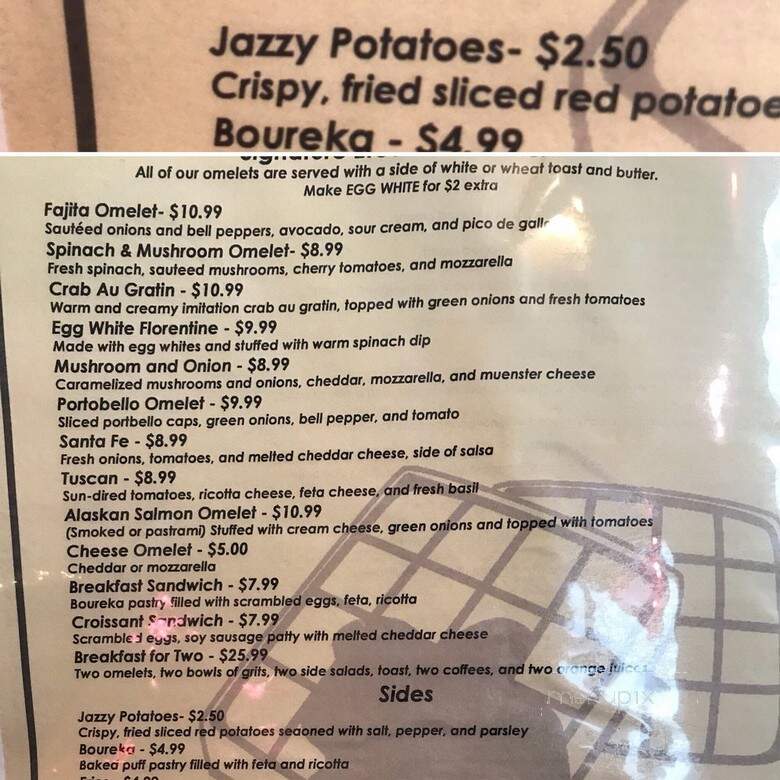 Jazzy Potatoes- $2.50
Crispy, fried sliced red potatoe
Boureka - $4.99
All of our omelets are served with a side of white or wheat toast and butter.
Make EGG WHITE for $2 extra
Fajita Omelet- $10.99
Sautéed onions and bell peppers, avocado, sour cream, and pico de gallo
Spinach & Mushroom Omelet- $8.99
Fresh spinach, sauteed mushrooms, cherry tomatoes, and mozzarella
Crab Au Gratin - $10.99
Warm and creamy imitation crab au gratin, topped with green onions and fresh tomatoes
Egg White Florentine - $9.99
Made with egg whites and stuffed with warm spinach dip
Mushroom and Onion - $8.99
Caramelized mushrooms and onions, cheddar, mozzarella, and muenster cheese
Portobello Omelet - $9.99
Sliced portbello caps, green onions, bell pepper, and tomato
Santa Fe - $8.99
Fresh onions, tomatoes, and melted cheddar cheese, side of salsa
Tuscan - $8.99
Sun-dired tomatoes, ricotta cheese, feta cheese, and fresh basil
Alaskan Salmon Omelet - $10.99
(Smoked or pastrami) Stuffed with cream cheese, green onions and topped with tomatoes
Cheese Omelet - $5.00
Cheddar or mozzarella
Breakfast Sandwich - $7.99
Boureka pastry filled with scrambled eggs, feta, ricotta
Croissant Sandwich - $7.99
Scrambled eggs, soy sausage patty with melted cheddar cheese
Breakfast for Two - $25.99
Two omelets, two bowls of grits, two side salads, toast, two coffees, and two orange juices
Sides
Jazzy Potatoes- $2.50
Crispy, fried sliced red potatoes seaoned with salt, pepper, and parsley
Boureka - $4.99
Baked puff pastry filled with feta and ricotta